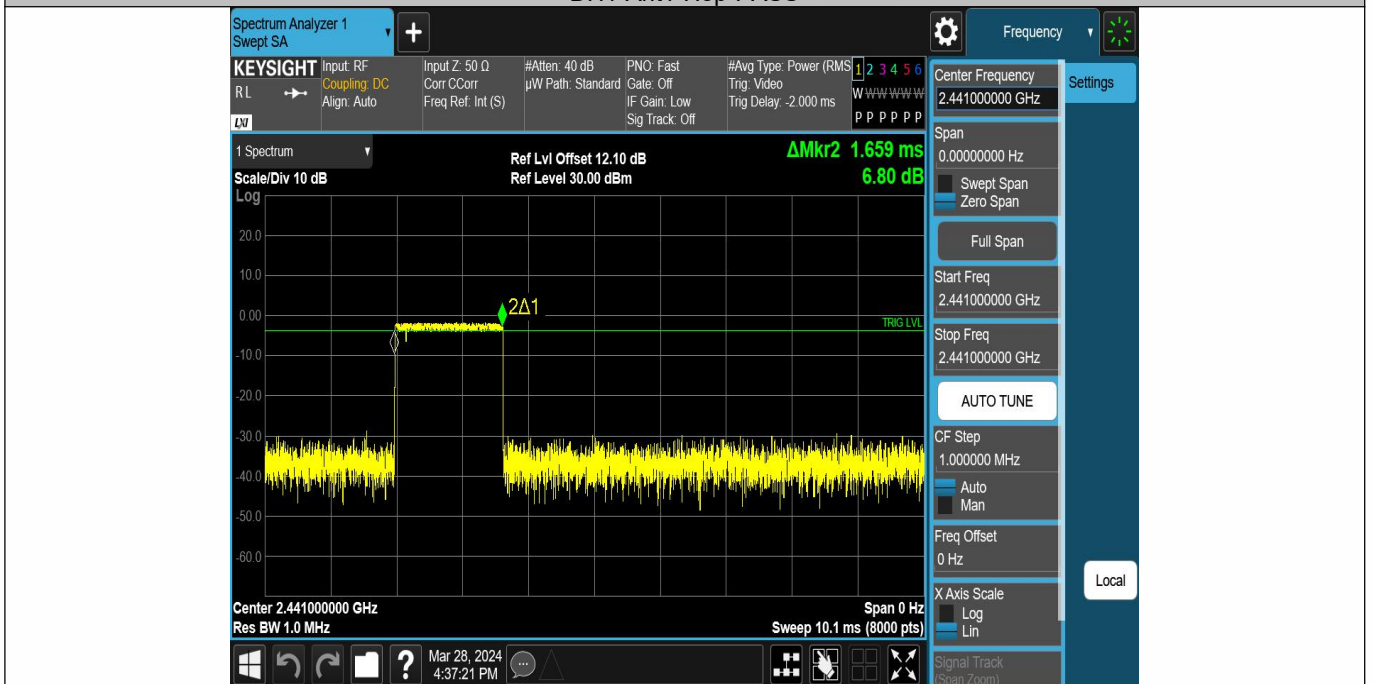 Spectrum Analyzer 1
Swept SA
+
Frequency
KEYSIGHT
RL
LXI
Input: RF
Coupling: DC
Align: Auto
Input Z: 50 Ω
Corr CCorr
Freq Ref: Int (S)
#Atten: 40 dB
µW Path: Standard
PNO: Fast
Gate: Off
IF Gain: Low
Sig Track: Off
#Avg Type: Power (RMS
Trig: Video
Trig Delay: -2.000 ms
1 2 3 4 5 6
W W W W W W
P P P P P P
1 Spectrum
Scale/Div 10 dB
Log
Ref Lvl Offset 12.10 dB
Ref Level 30.00 dBm
ΔMkr2 1.659 ms
6.80 dB
20.0
10.0
0.00
-10.0
-20.0
-30.0
-40.0
-50.0
-60.0
2Δ1
TRIG LVL
Center 2.441000000 GHz
Res BW 1.0 MHz
Span 0 Hz
Sweep 10.1 ms (8000 pts)
?
Mar 28, 2024
4:37:21 PM
Center Frequency
2.441000000 GHz
Settings
Span
0.00000000 Hz
Swept Span
Zero Span
Full Span
Start Freq
2.441000000 GHz
Stop Freq
2.441000000 GHz
AUTO TUNE
CF Step
1.000000 MHz
Auto
Man
Freq Offset
0 Hz
X Axis Scale
Log
Lin
Local
Signal Track
(Span Zoom)